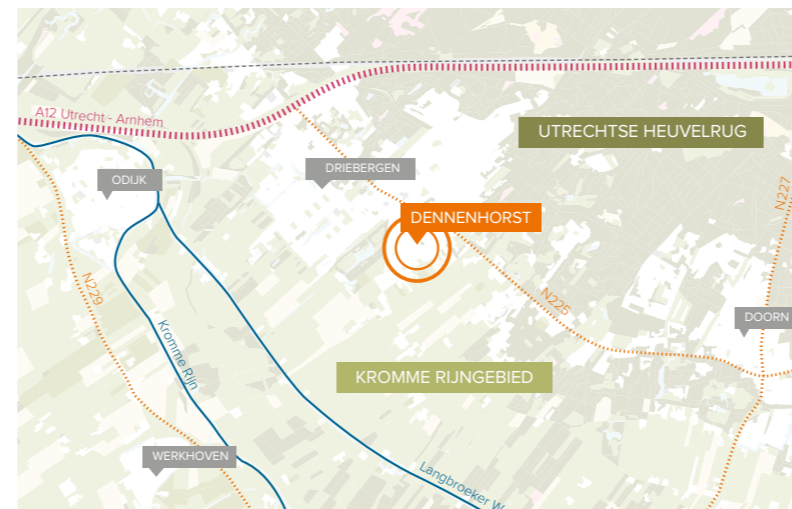 A12 Utrecht - Arnhem
UTRECHTSE HEUVELRUG
DRIEBERGEN
ODIJK
N227
DENNENHORST
N229
N225
DOORN
Kromme Rijn
KROMME RIJNGEBIED
WERKHOVEN
Langbroeker